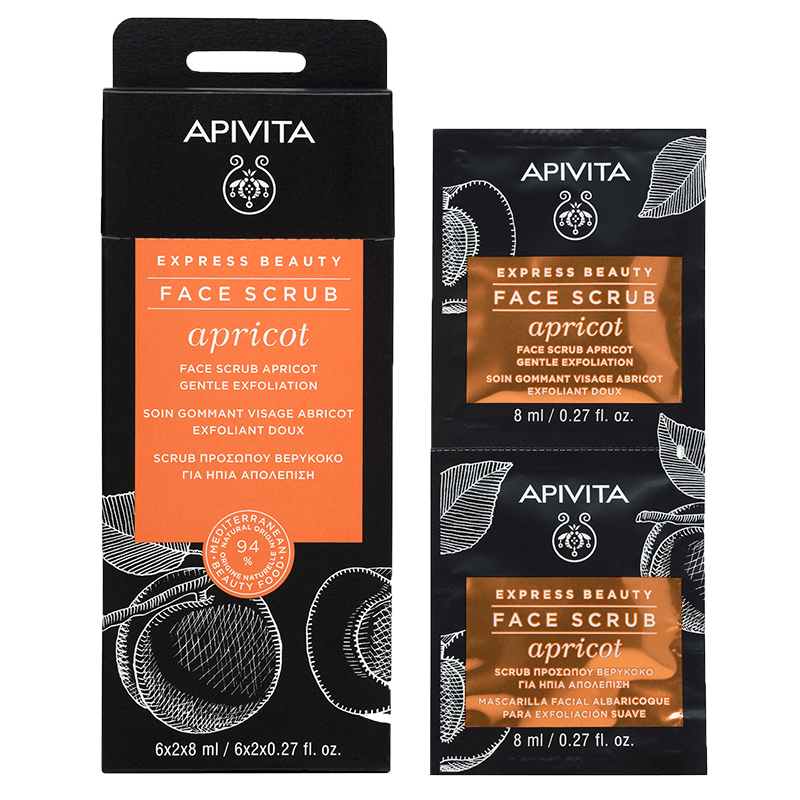 APIVITA
EXPRESS BEAUTY
FACE SCRUB
apricot
FACE SCRUB APRICOT
GENTLE EXFOLIATION
SOIN GOMMANT VISAGE ABRICOT
EXFOLIANT DOUX
SCRUB ΠΡΟΣΩΠΟΥ ΒΕΡΥΚΟΚΟ
ΓΙΑ ΗΠΙΑ ΑΠΟΛΕΠΙΣΗ
MEDITERRANEAN
NATURAL ORIGIN
94
%
ORIGINE NATURELLE
BEAUTY FOOD
6x2x8 ml / 6x2x0.27 fl. oz.
APIVITA
EXPRESS BEAUTY
FACE SCRUB
apricot
FACE SCRUB APRICOT
GENTLE EXFOLIATION
SOIN GOMMANT VISAGE ABRICOT
EXFOLIANT DOUX
8 ml / 0.27 fl. oz.
APIVITA
EXPRESS BEAUTY
FACE SCRUB
apricot
SCRUB ΠΡΟΣΩΠΟΥ ΒΕΡΥΚΟΚΟ
ΓΙΑ ΗΠΙΑ ΑΠΟΛΕΠΙΣΗ
MASCARILLA FACIAL ALBARICOQUE
PARA EXFOLIACIÓN SUAVE
8 ml / 0.27 fl. oz.